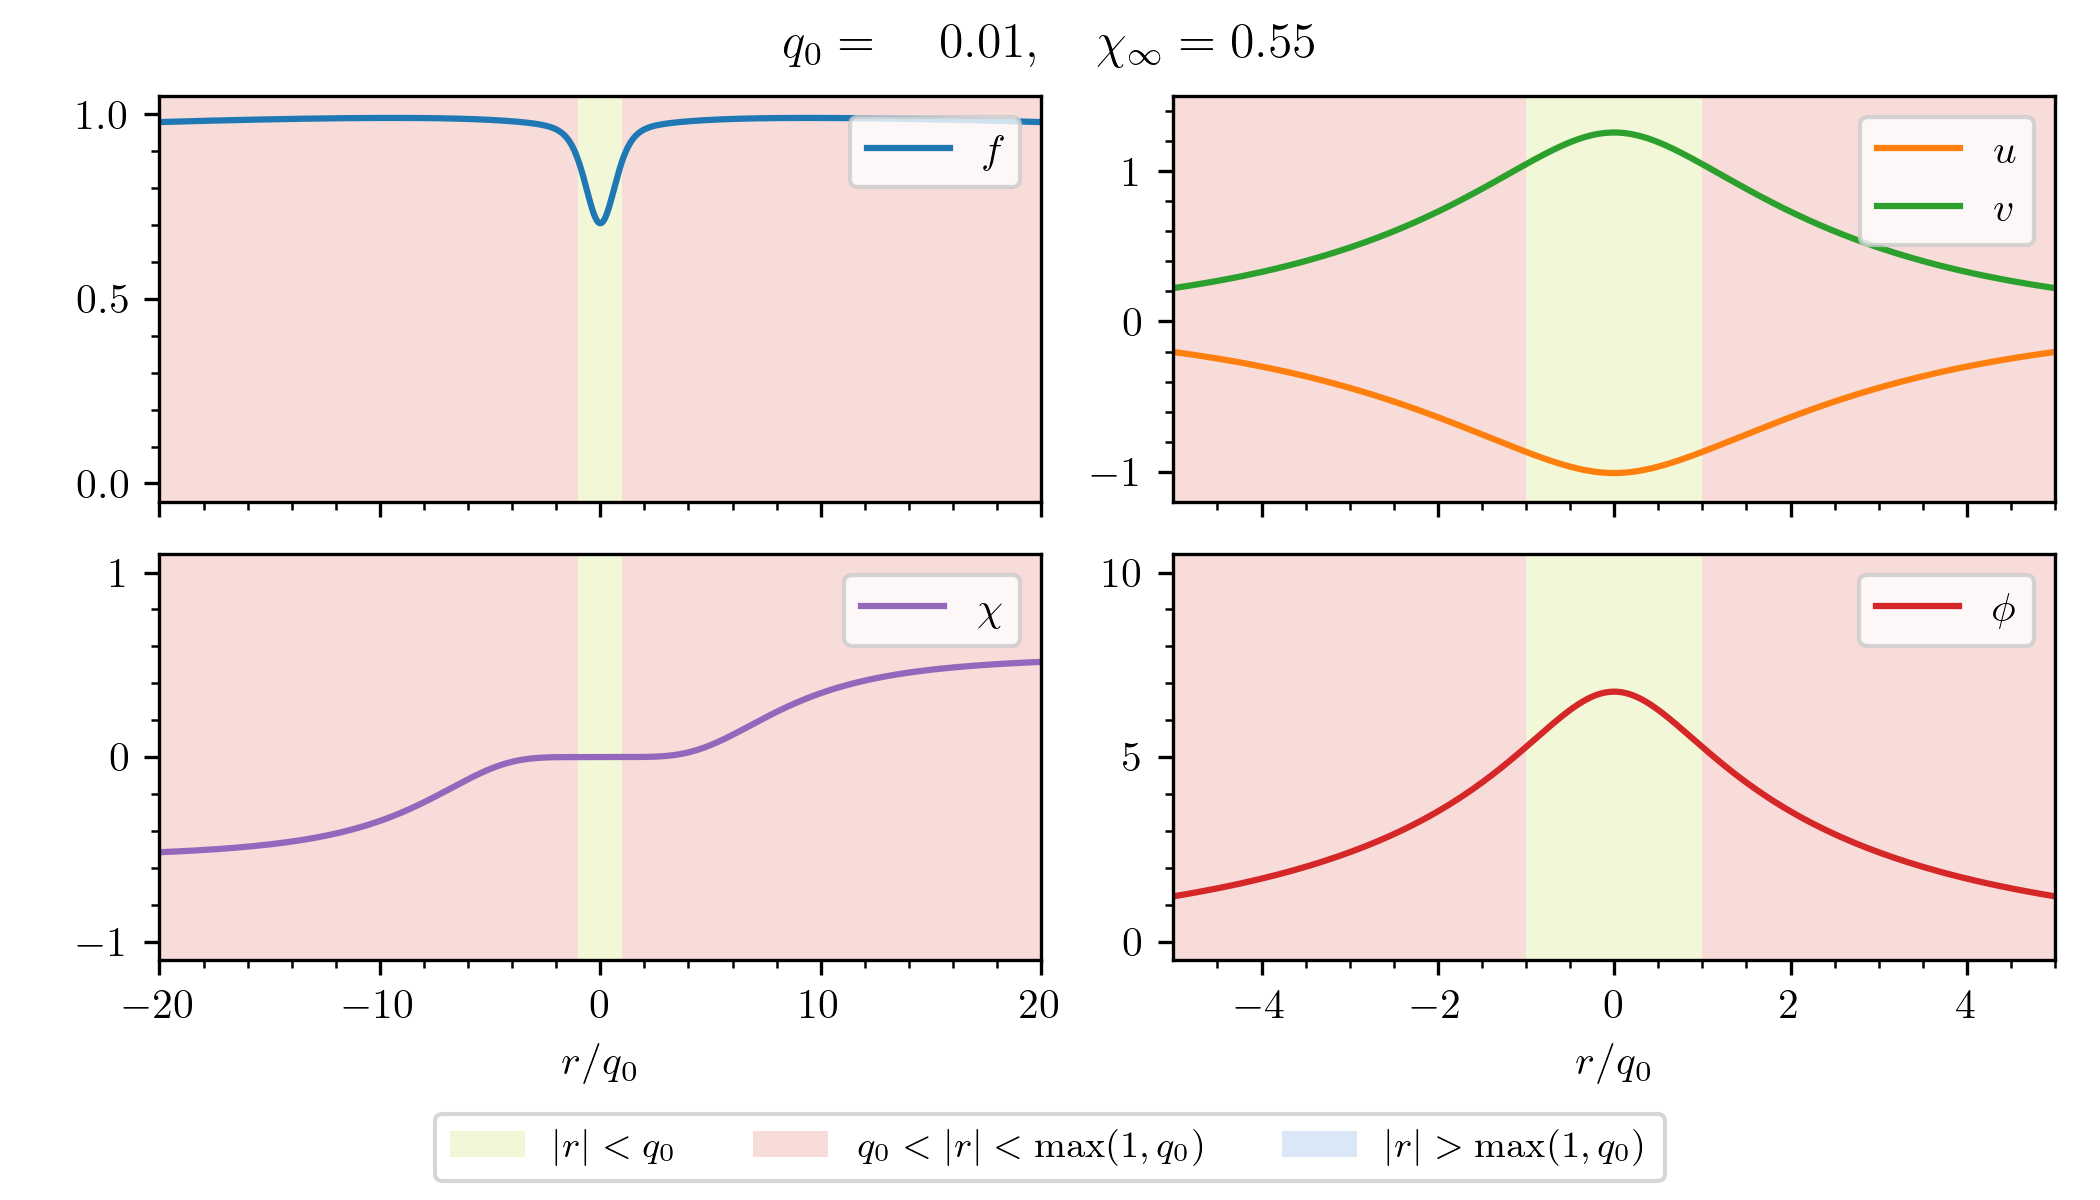 q₀ = 0.01, χ∞ = 0.55
1.0
0.5
0.0
f
1
0
−1
u
v
1
0
−1
χ
−20 −10 0 10 20
r/q₀
10
5
0
ϕ
−4 −2 0 2 4
r/q₀
|r| < q₀ q₀ < |r| < max(1, q₀) |r| > max(1, q₀)